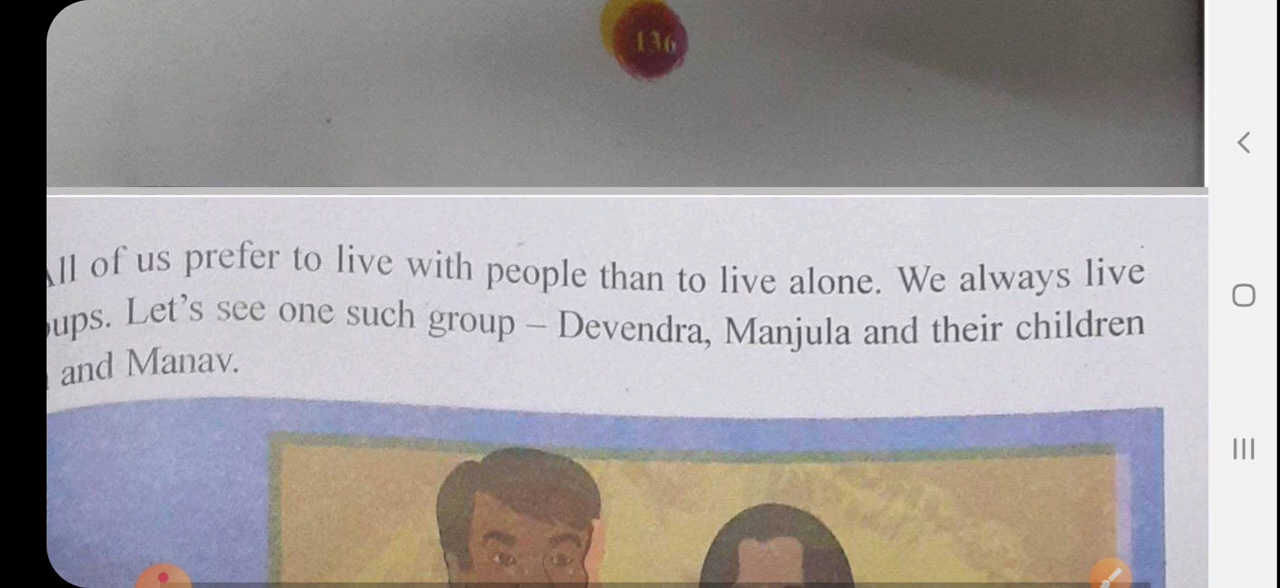 136
ll of us prefer to live with people than to live alone. We always live
ups. Let's see one such group – Devendra, Manjula and their children
and Manav.